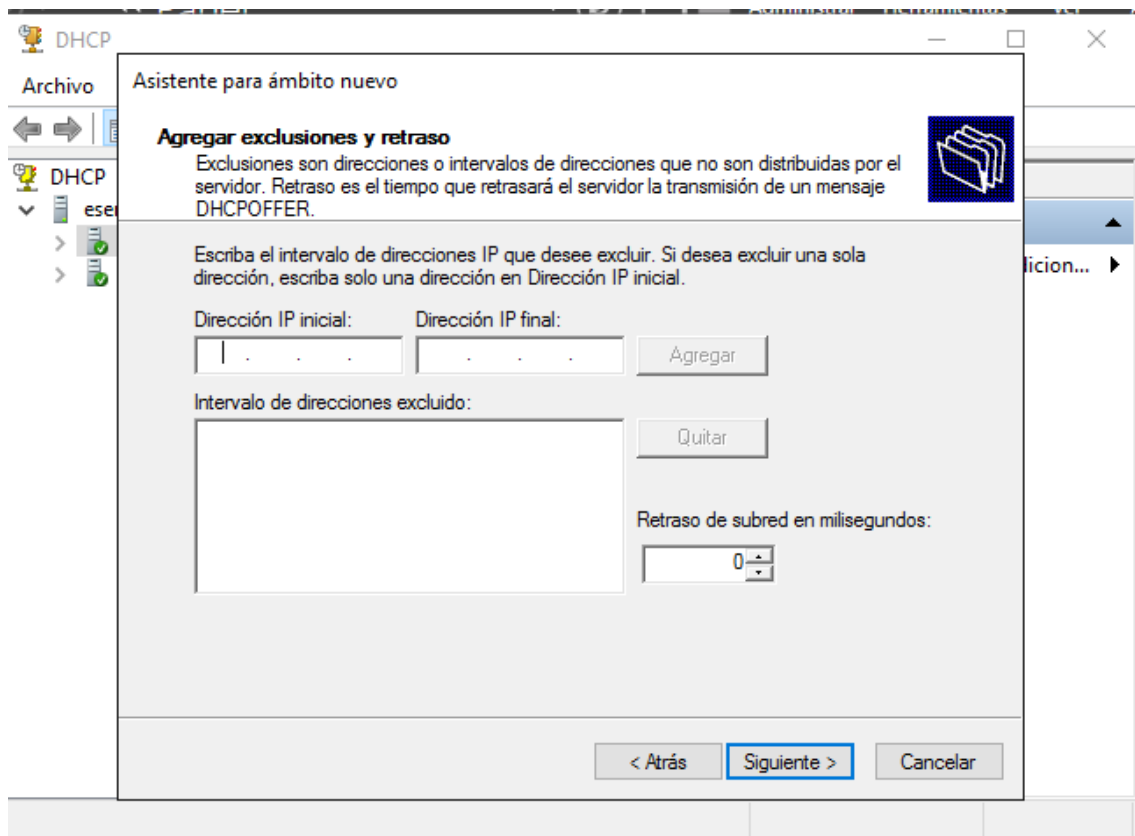 DHCP
Archivo
Asistente para ámbito nuevo
Agregar exclusiones y retraso
Exclusiones son direcciones o intervalos de direcciones que no son distribuidas por el
servidor. Retraso es el tiempo que retrasará el servidor la transmisión de un mensaje
DHCPOFFER.
DHCP
eser
Escriba el intervalo de direcciones IP que desee excluir. Si desea excluir una sola
dirección, escriba solo una dirección en Dirección IP inicial.
licion...
Dirección IP inicial: Dirección IP final:
. . . . . . Agregar
Intervalo de direcciones excluido:
Quitar
Retraso de subred en milisegundos:
0
< Atrás Siguiente > Cancelar